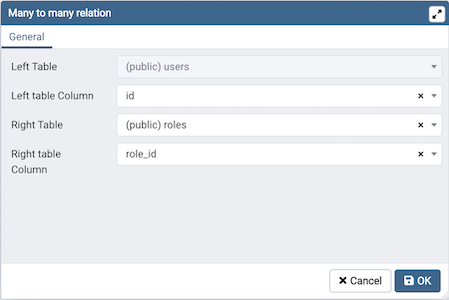 Many to many relation
General
Left Table (public) users
Left table Column id
Right Table (public) roles
Right table Column role_id
Cancel OK